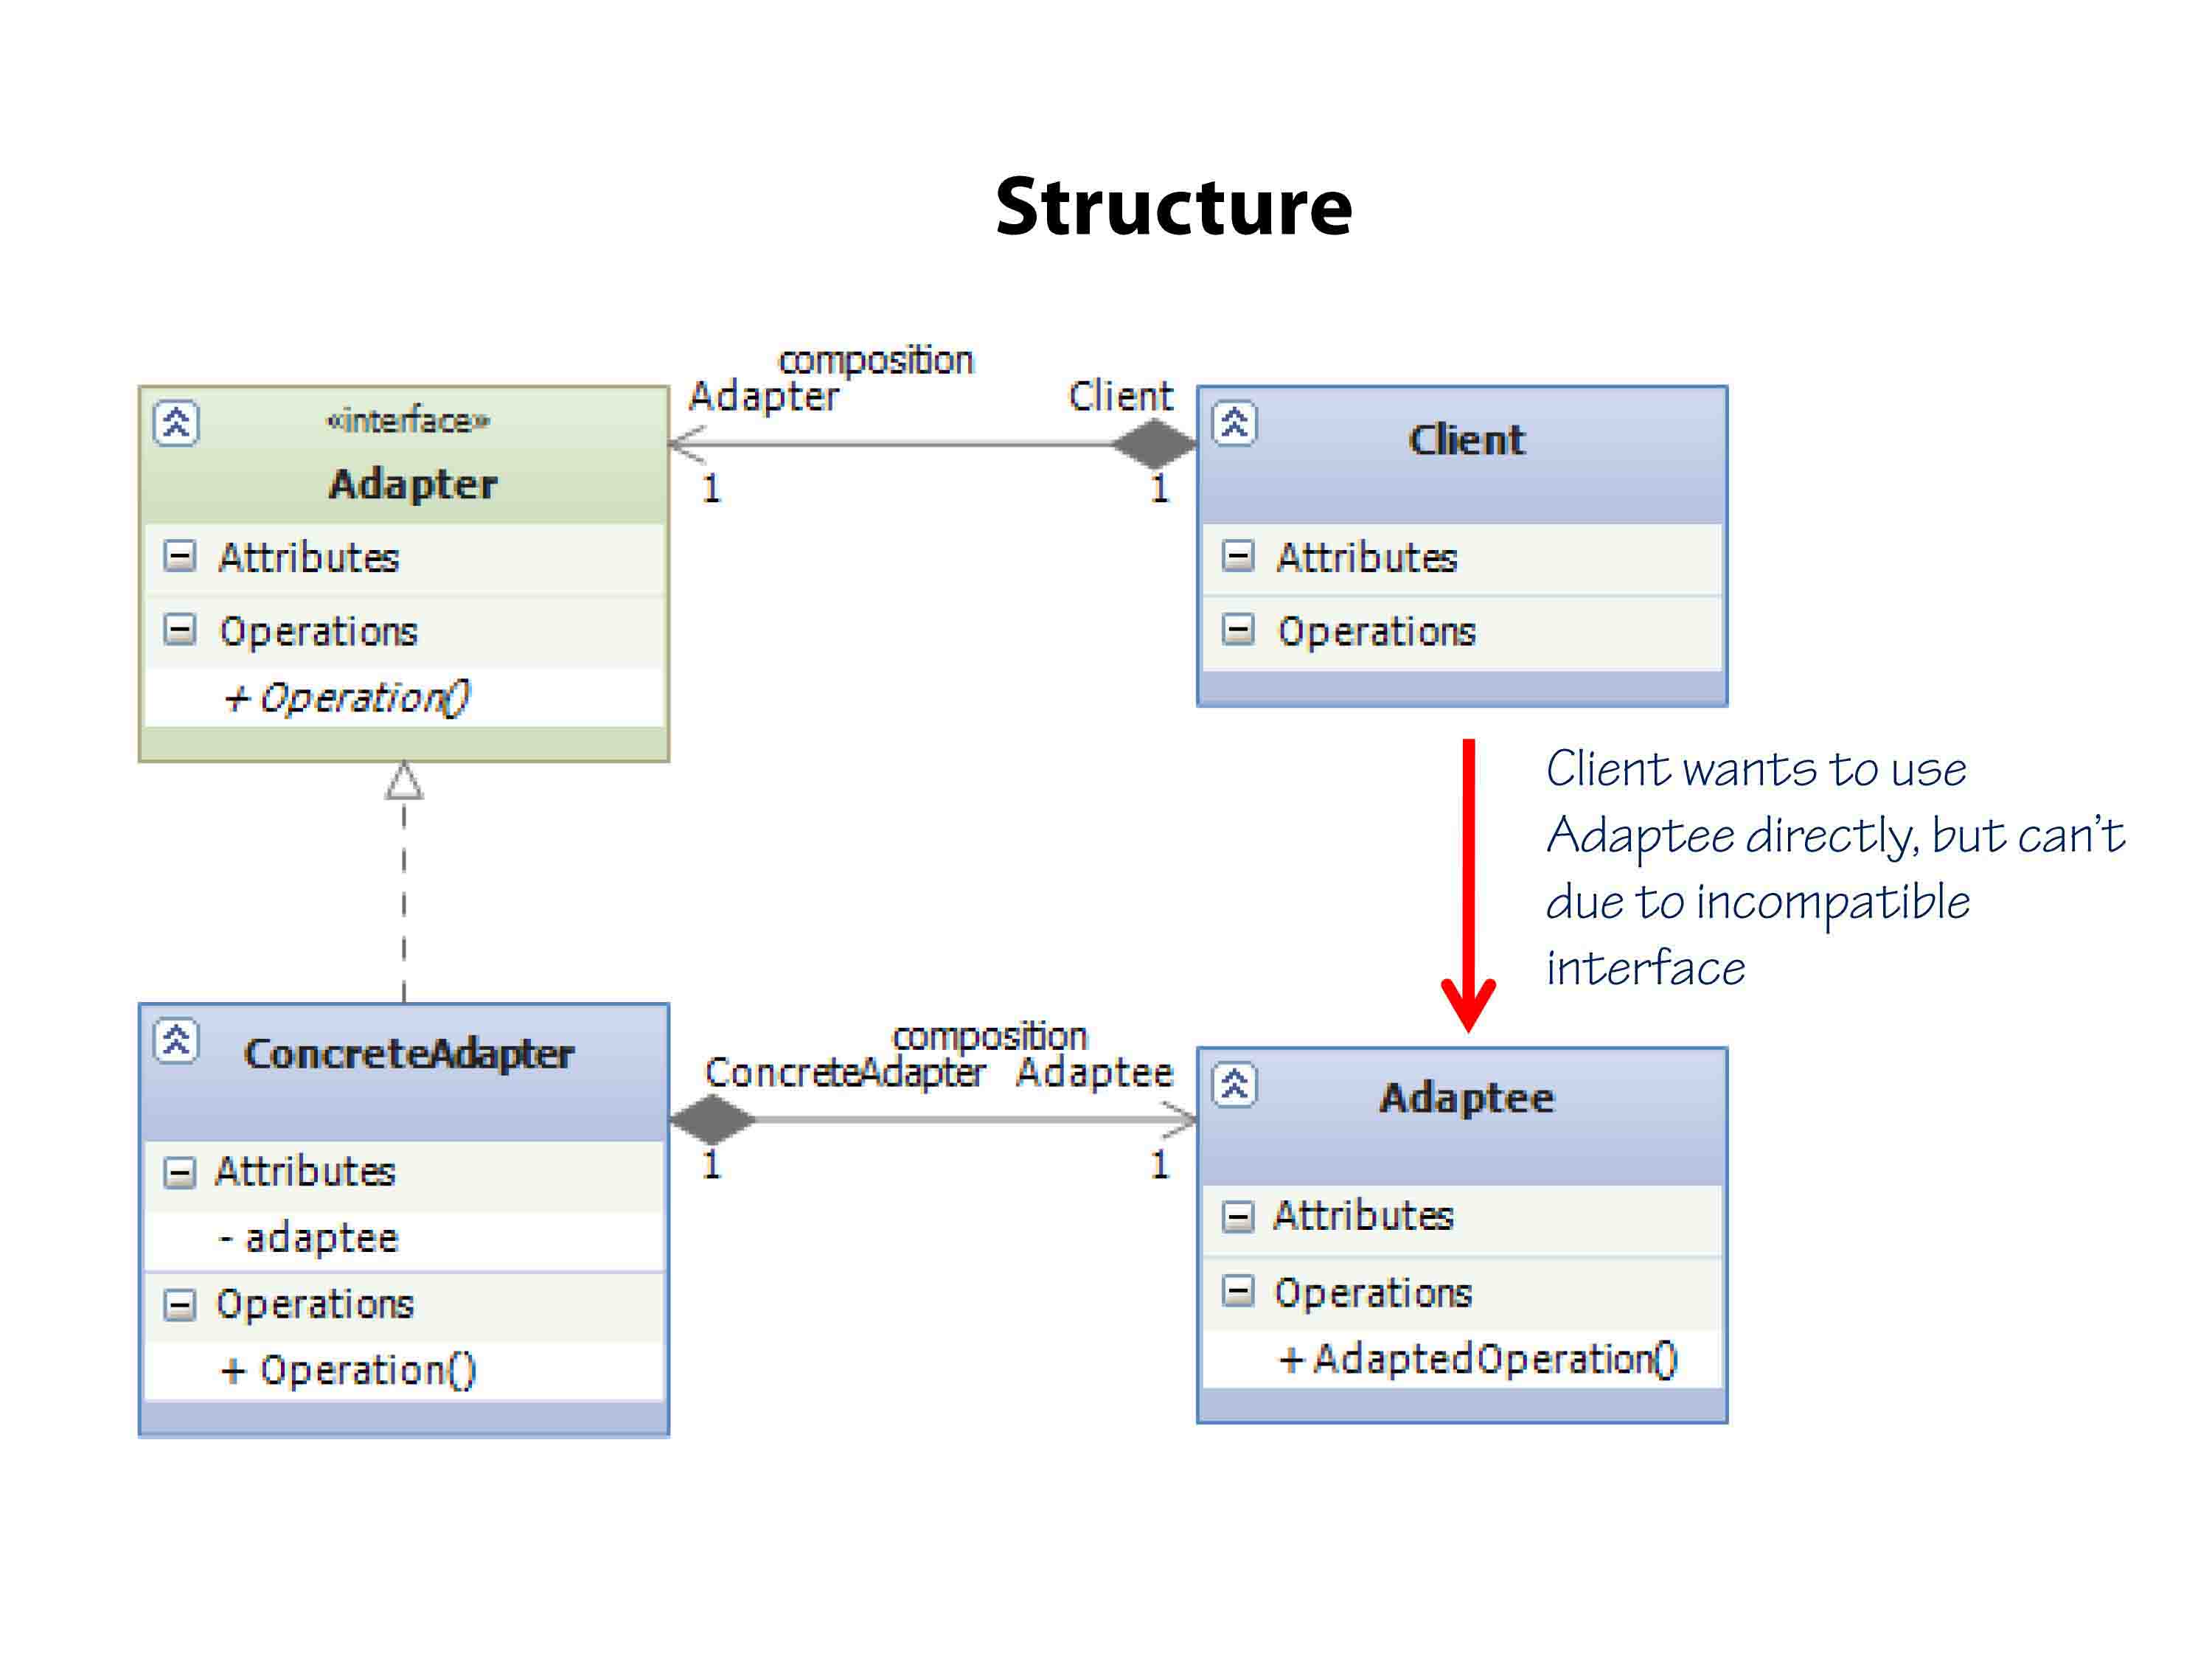 Structure
composition
Adapter Client
1 1
«interface»
Adapter
Attributes
Operations
+ Operation()
Client
Attributes
Operations
Client wants to use
Adaptee directly, but can't
due to incompatible
interface
ConcreteAdapter
Attributes
- adaptee
Operations
+ Operation()
composition
ConcreteAdapter Adaptee
1 1
Adaptee
Attributes
Operations
+ AdaptedOperation()